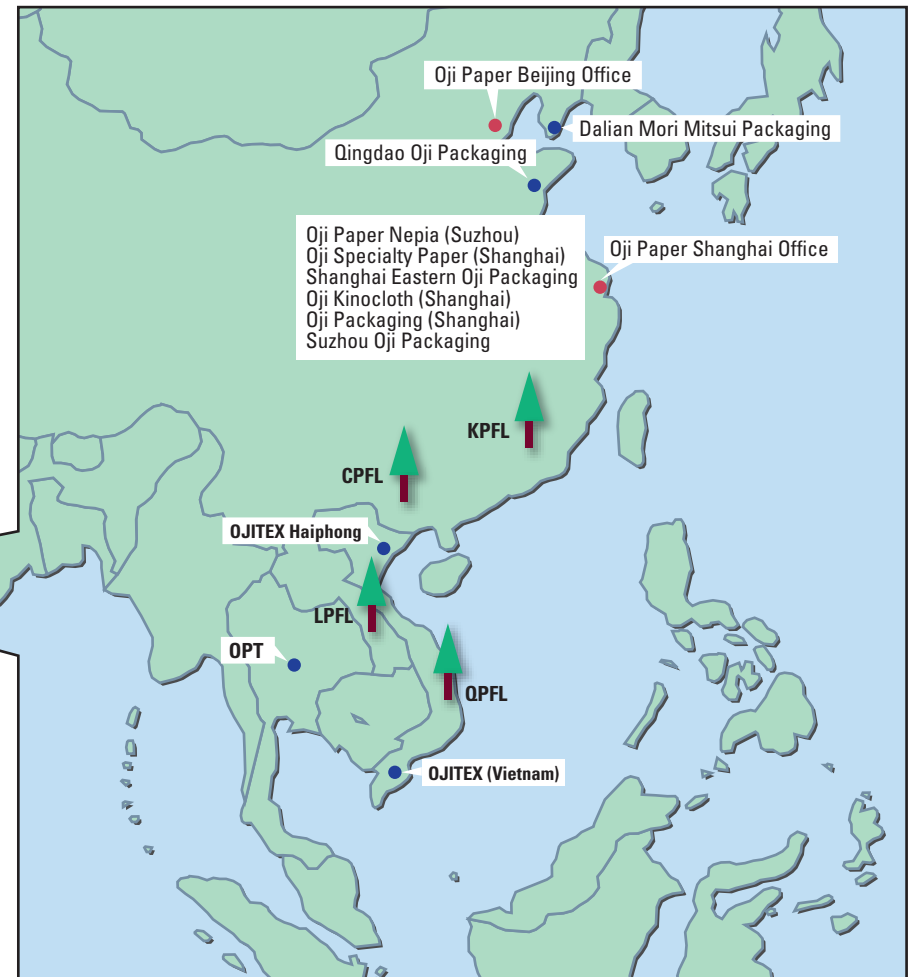 Oji Paper Beijing Office
Dalian Mori Mitsui Packaging
Qingdao Oji Packaging
Oji Paper Nepia (Suzhou)
Oji Specialty Paper (Shanghai)
Shanghai Eastern Oji Packaging
Oji Kinocloth (Shanghai)
Oji Packaging (Shanghai)
Suzhou Oji Packaging
Oji Paper Shanghai Office
KPFL
CPFL
OJITEX Haiphong
LPFL
OPT
QPFL
OJITEX (Vietnam)